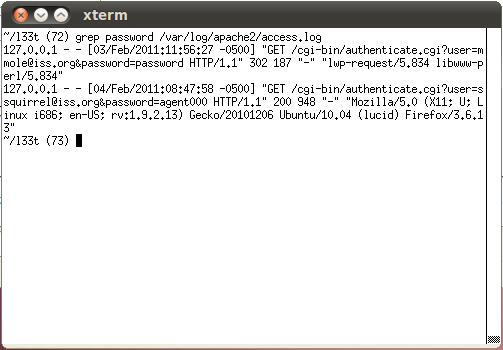 xterm
~/l33t (72) grep password /var/log/apache2/access.log
127.0.0.1 - - [03/Feb/2011:11:56:27 -0500] "GET /cgi-bin/authenticate.cgi?user=m
mole@iss.org&password=password HTTP/1.1" 302 187 "-" "lwp-request/5.834 libwww-p
erl/5.834"
127.0.0.1 - - [04/Feb/2011:08:47:58 -0500] "GET /cgi-bin/authenticate.cgi?user=s
squirrel@iss.org&password=agent000 HTTP/1.1" 200 948 "-" "Mozilla/5.0 (X11; U; L
inux i686; en-US; rv:1.9.2.13) Gecko/20101206 Ubuntu/10.04 (lucid) Firefox/3.6.1
3"
~/l33t (73)